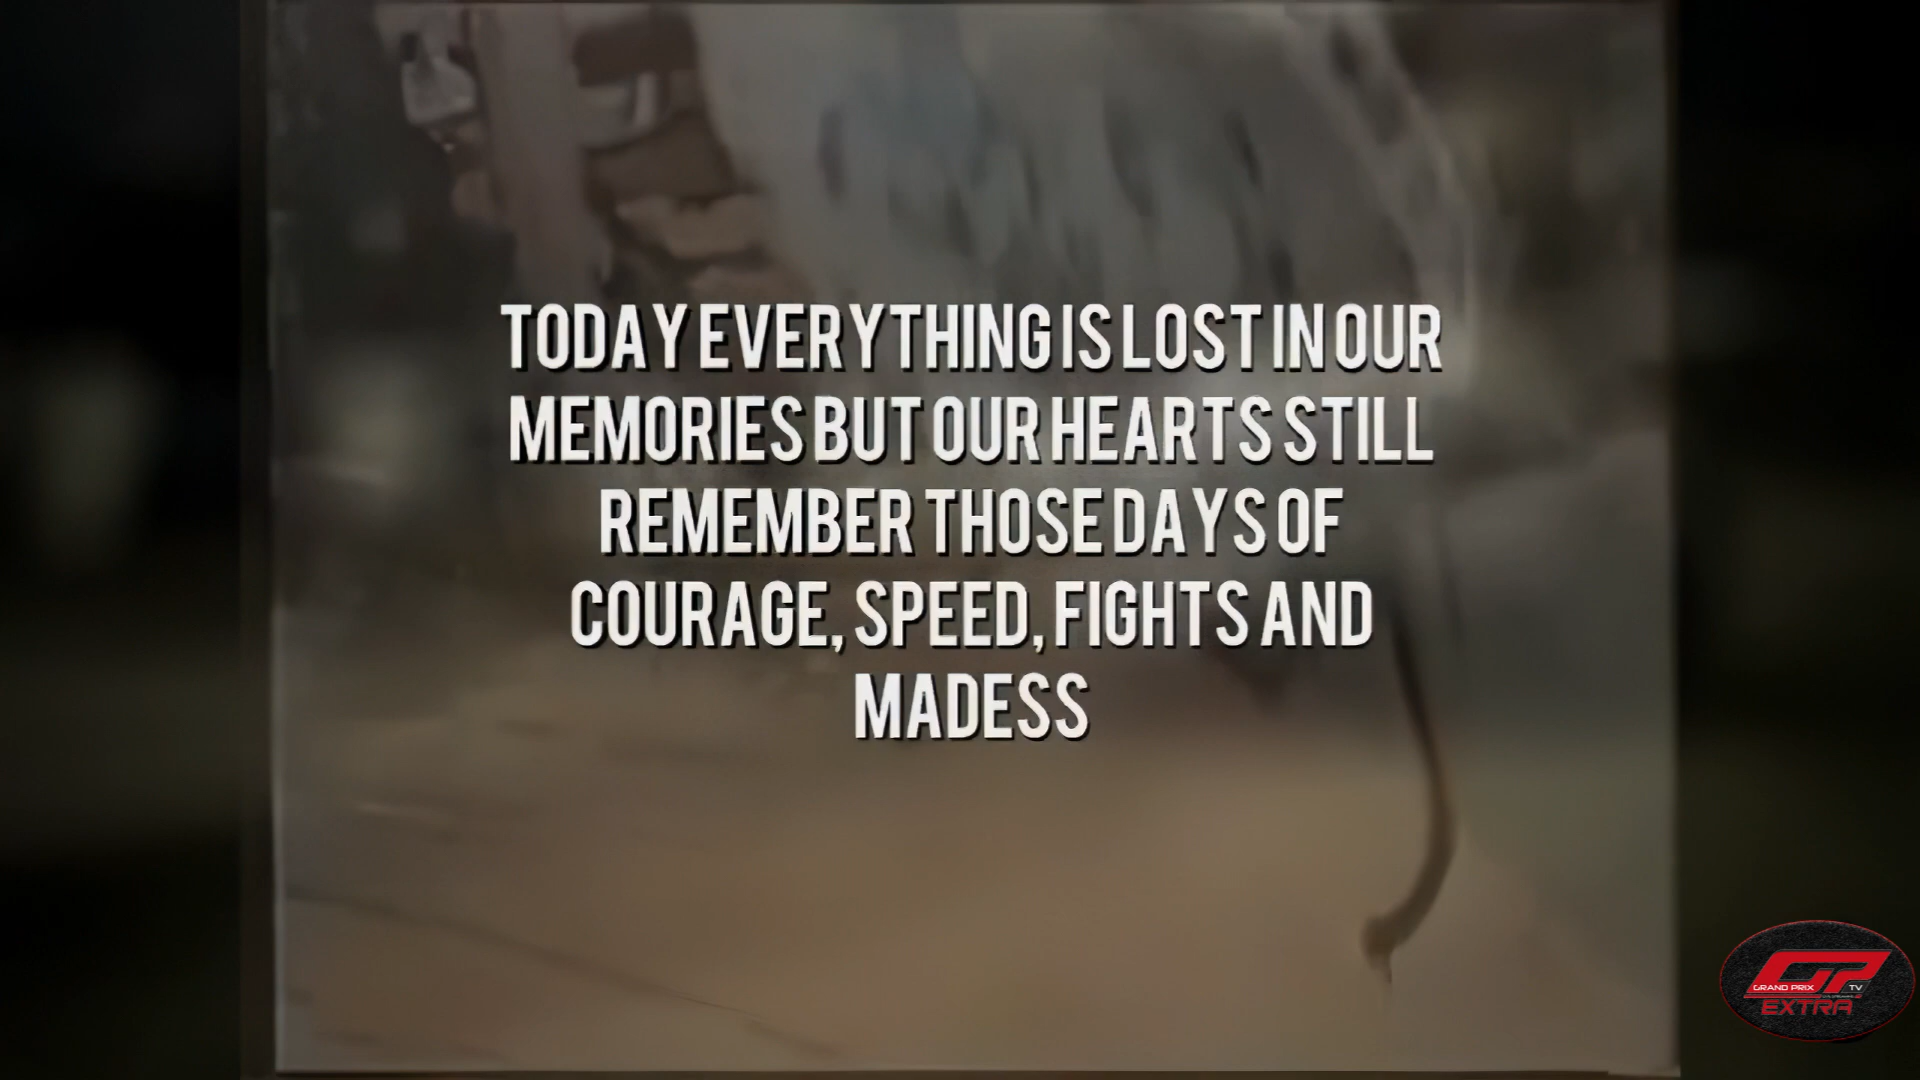 TODAY EVERYTHING IS LOST IN OUR
MEMORIES BUT OUR HEARTS STILL
REMEMBER THOSE DAYS OF
COURAGE, SPEED, FIGHTS AND
MADESS
GP
GRAND PRIX TV
EXTRA